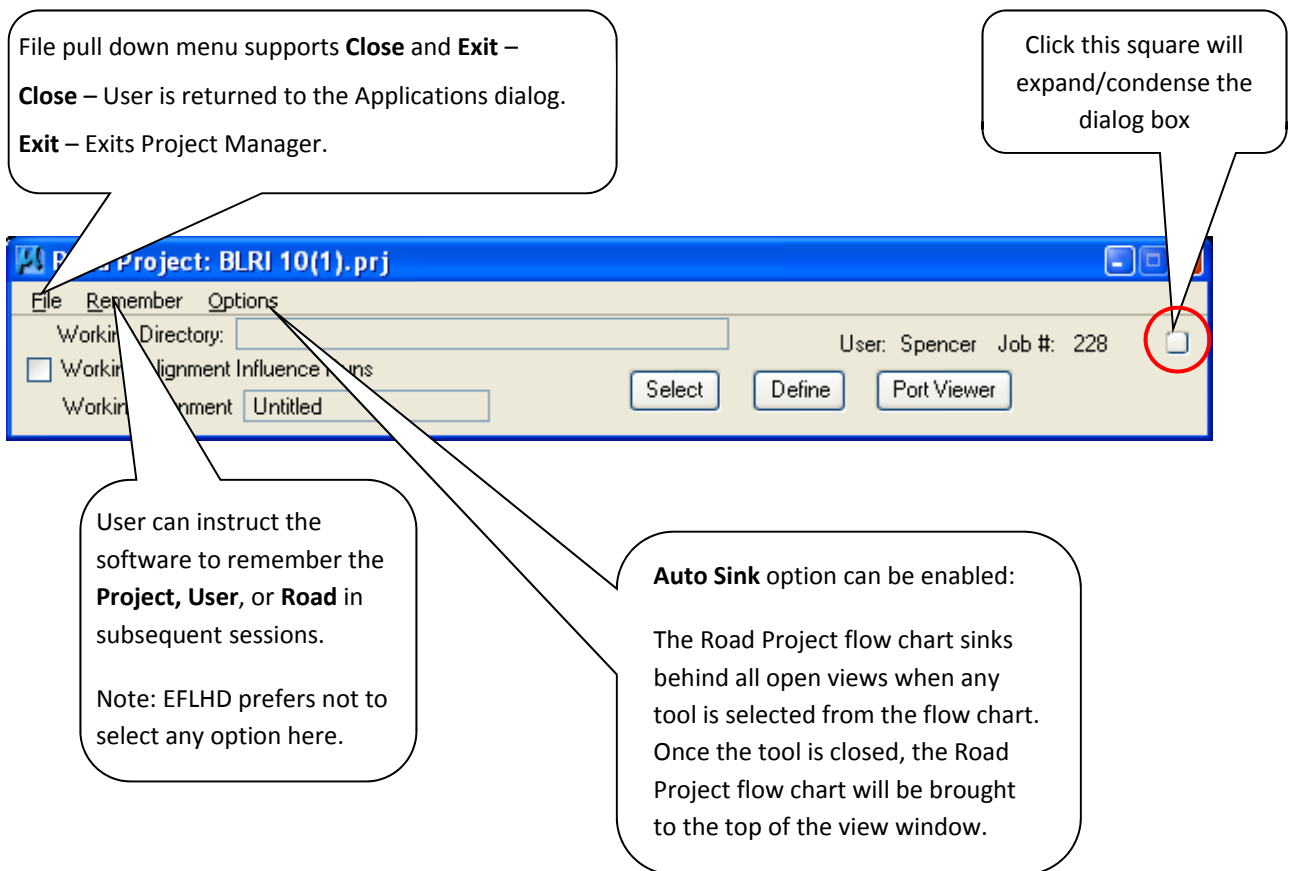 File pull down menu supports Close and Exit –
Close – User is returned to the Applications dialog.
Exit – Exits Project Manager.
Click this square will
expand/condense the
dialog box
Project: BLRI 10(1).prj
File Remember Options
Directory:
User: Spencer Job #: 228
Influence
Select Define Port Viewer
Untitled
User can instruct the
software to remember the
Project, User, or Road in
subsequent sessions.
Note: EFLHD prefers not to
select any option here.
Auto Sink option can be enabled:
The Road Project flow chart sinks
behind all open views when any
tool is selected from the flow chart.
Once the tool is closed, the Road
Project flow chart will be brought
to the top of the view window.